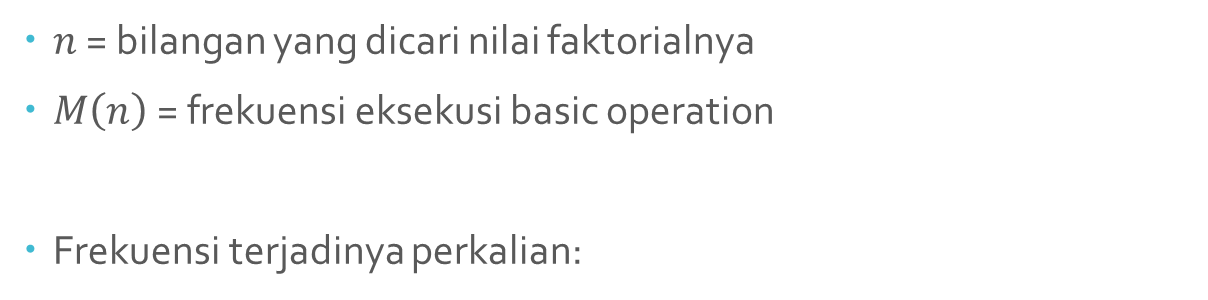 • n = bilangan yang dicari nilai faktorialnya
• M(n) = frekuensi eksekusi basic operation
• Frekuensi terjadinya perkalian: